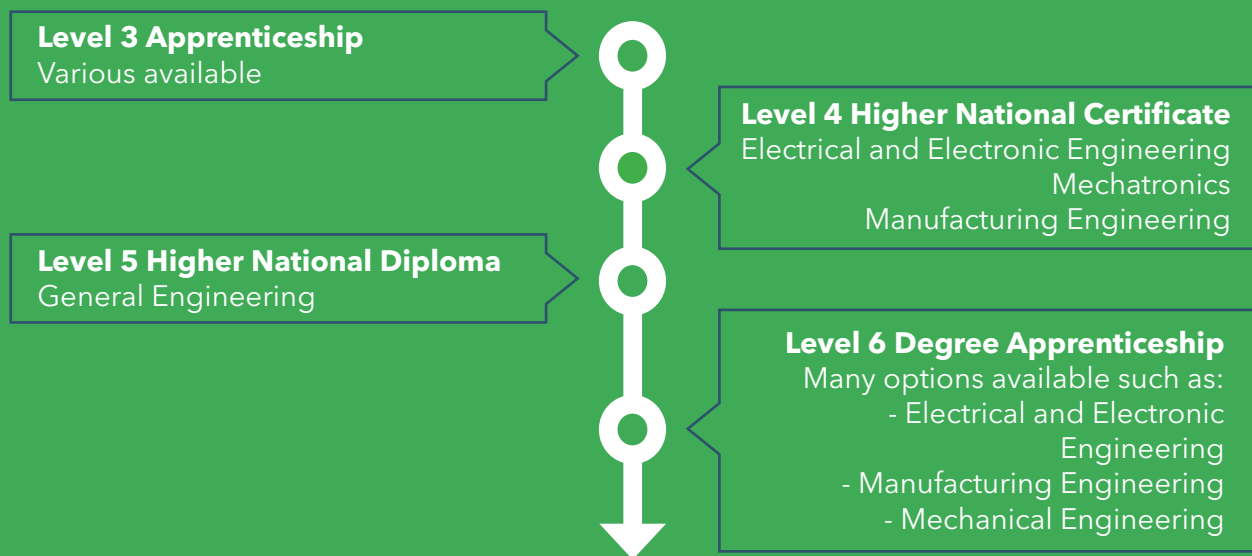 Level 3 Apprenticeship
Various available
Level 4 Higher National Certificate
Electrical and Electronic Engineering
Mechatronics
Manufacturing Engineering
Level 5 Higher National Diploma
General Engineering
Level 6 Degree Apprenticeship
Many options available such as:
- Electrical and Electronic
Engineering
- Manufacturing Engineering
- Mechanical Engineering